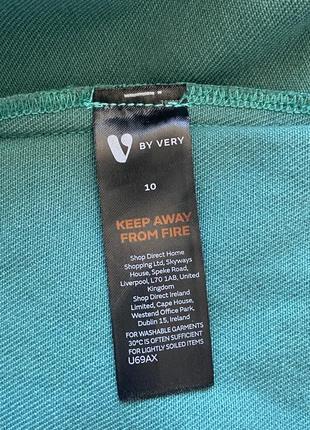 V BY VERY
10
KEEP AWAY
FROM FIRE
Shop Direct Home
Shopping Ltd, Skyways
House, Speke Road,
Liverpool, L70 1AB, United
Kingdom
Shop Direct Ireland
Limited, Cape House,
Westend Office Park,
Dublin 15, Ireland
FOR WASHABLE GARMENTS
30°C IS OFTEN SUFFICIENT
FOR LIGHTLY SOILED ITEMS
U69AX